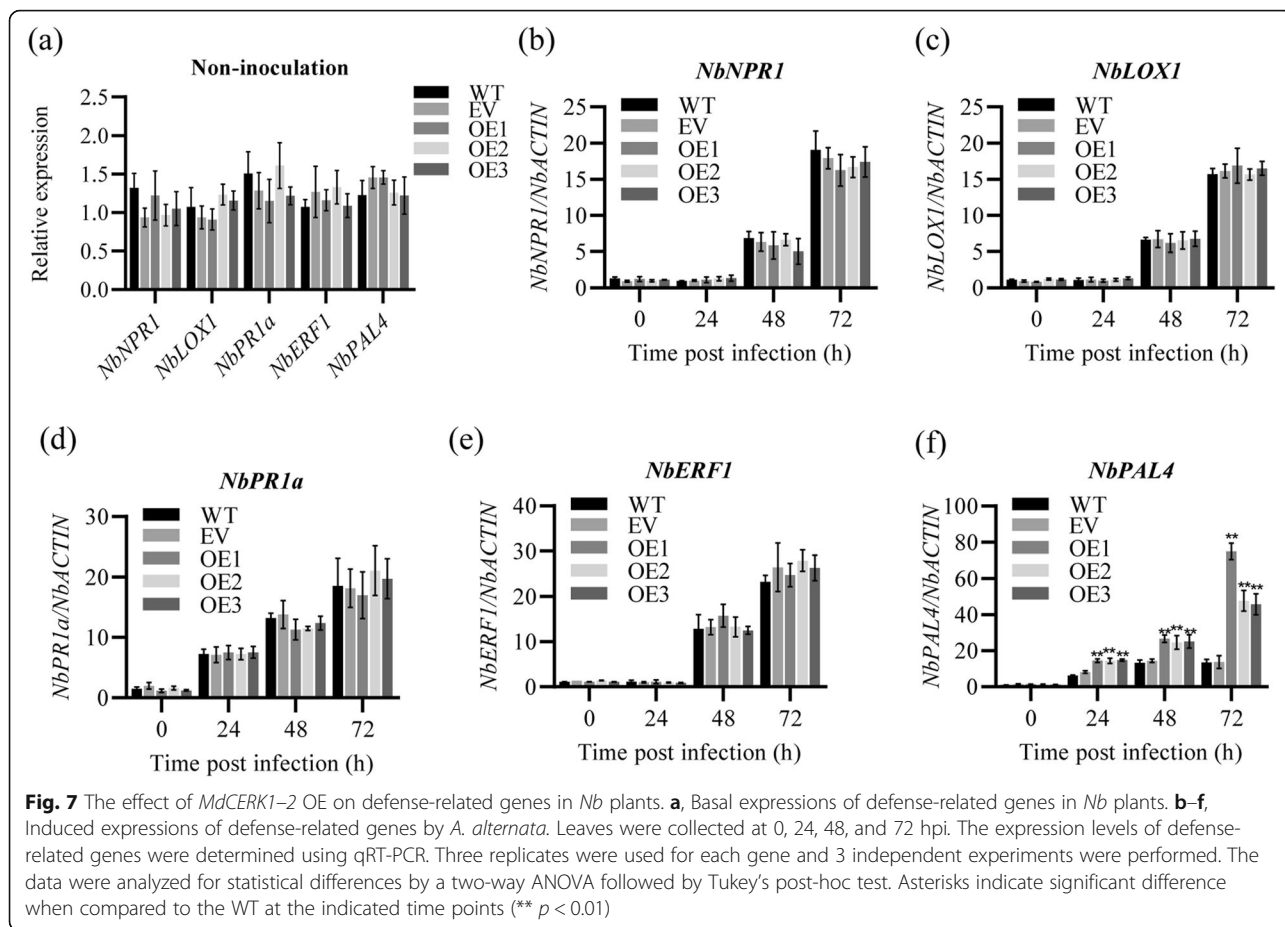 (a)
Non-inoculation
Relative expression
2.5
2.0
1.5
1.0
0.5
0.0
NbNPR1
NbLOX1
NbPR1a
NbERF1
NbPAL4
WT
EV
OE1
OE2
OE3
(b)
NbNPR1
NbNPR1/NbACTIN
25
20
15
10
5
0
WT
EV
OE1
OE2
OE3
0 24 48 72
Time post infection (h)
(c)
NbLOX1
NbLOX1/NbACTIN
25
20
15
10
5
0
WT
EV
OE1
OE2
OE3
0 24 48 72
Time post infection (h)
(d)
NbPR1a
NbPR1a/NbACTIN
30
20
10
0
WT
EV
OE1
OE2
OE3
0 24 48 72
Time post infection (h)
(e)
NbERF1
NbERF1/NbACTIN
40
30
20
10
0
WT
EV
OE1
OE2
OE3
0 24 48 72
Time post infection (h)
(f)
NbPAL4
NbPAL4/NbACTIN
100
80
60
40
20
0
WT
EV
OE1
OE2
OE3
** ** **
** ** **
** ** **
0 24 48 72
Time post infection (h)
Fig. 7 The effect of MdCERK1–2 OE on defense-related genes in Nb plants. a, Basal expressions of defense-related genes in Nb plants. b–f,
Induced expressions of defense-related genes by A. alternata. Leaves were collected at 0, 24, 48, and 72 hpi. The expression levels of defense-
related genes were determined using qRT-PCR. Three replicates were used for each gene and 3 independent experiments were performed. The
data were analyzed for statistical differences by a two-way ANOVA followed by Tukey's post-hoc test. Asterisks indicate significant difference
when compared to the WT at the indicated time points (** p < 0.01)